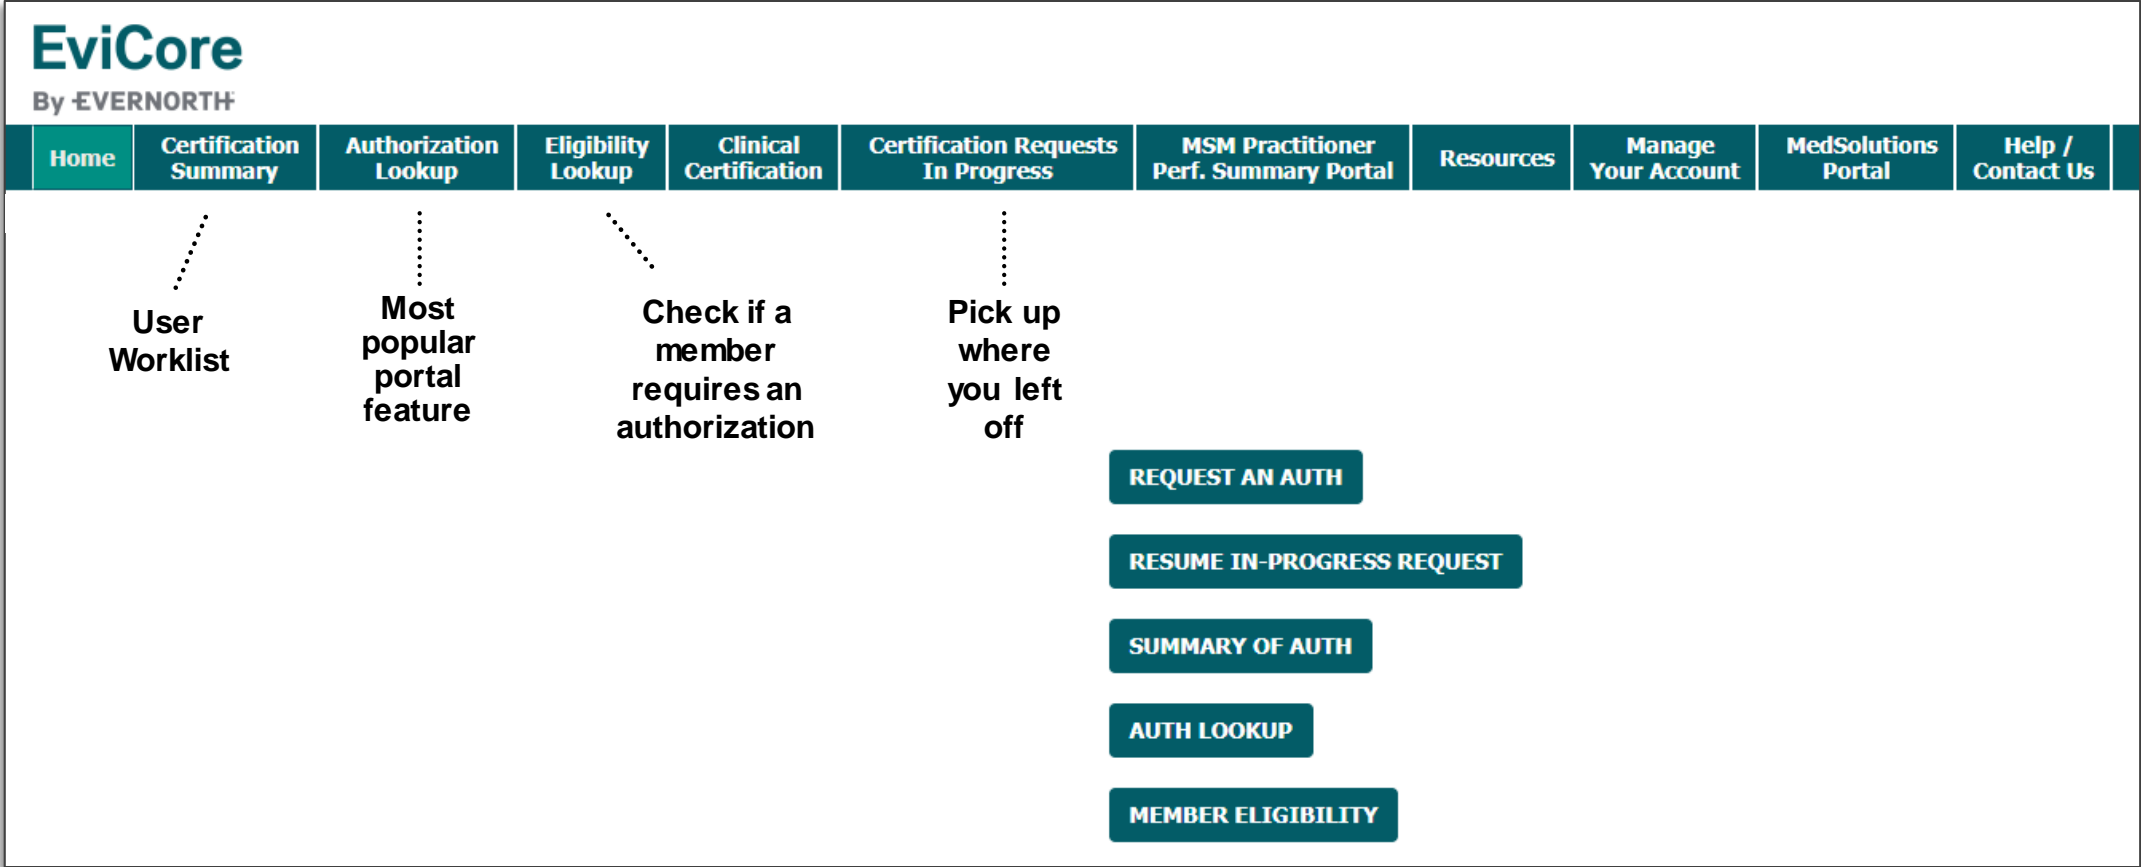 EviCore
By EVERNORTH
Home
Certification
Summary
Authorization
Lookup
Eligibility
Lookup
Clinical
Certification
Certification Requests
In Progress
MSM Practitioner
Perf. Summary Portal
Resources
Manage
Your Account
MedSolutions
Portal
Help /
Contact Us
User
Worklist
Most
popular
portal
feature
Check if a
member
requires an
authorization
Pick up
where
you left
off
REQUEST AN AUTH
RESUME IN-PROGRESS REQUEST
SUMMARY OF AUTH
AUTH LOOKUP
MEMBER ELIGIBILITY